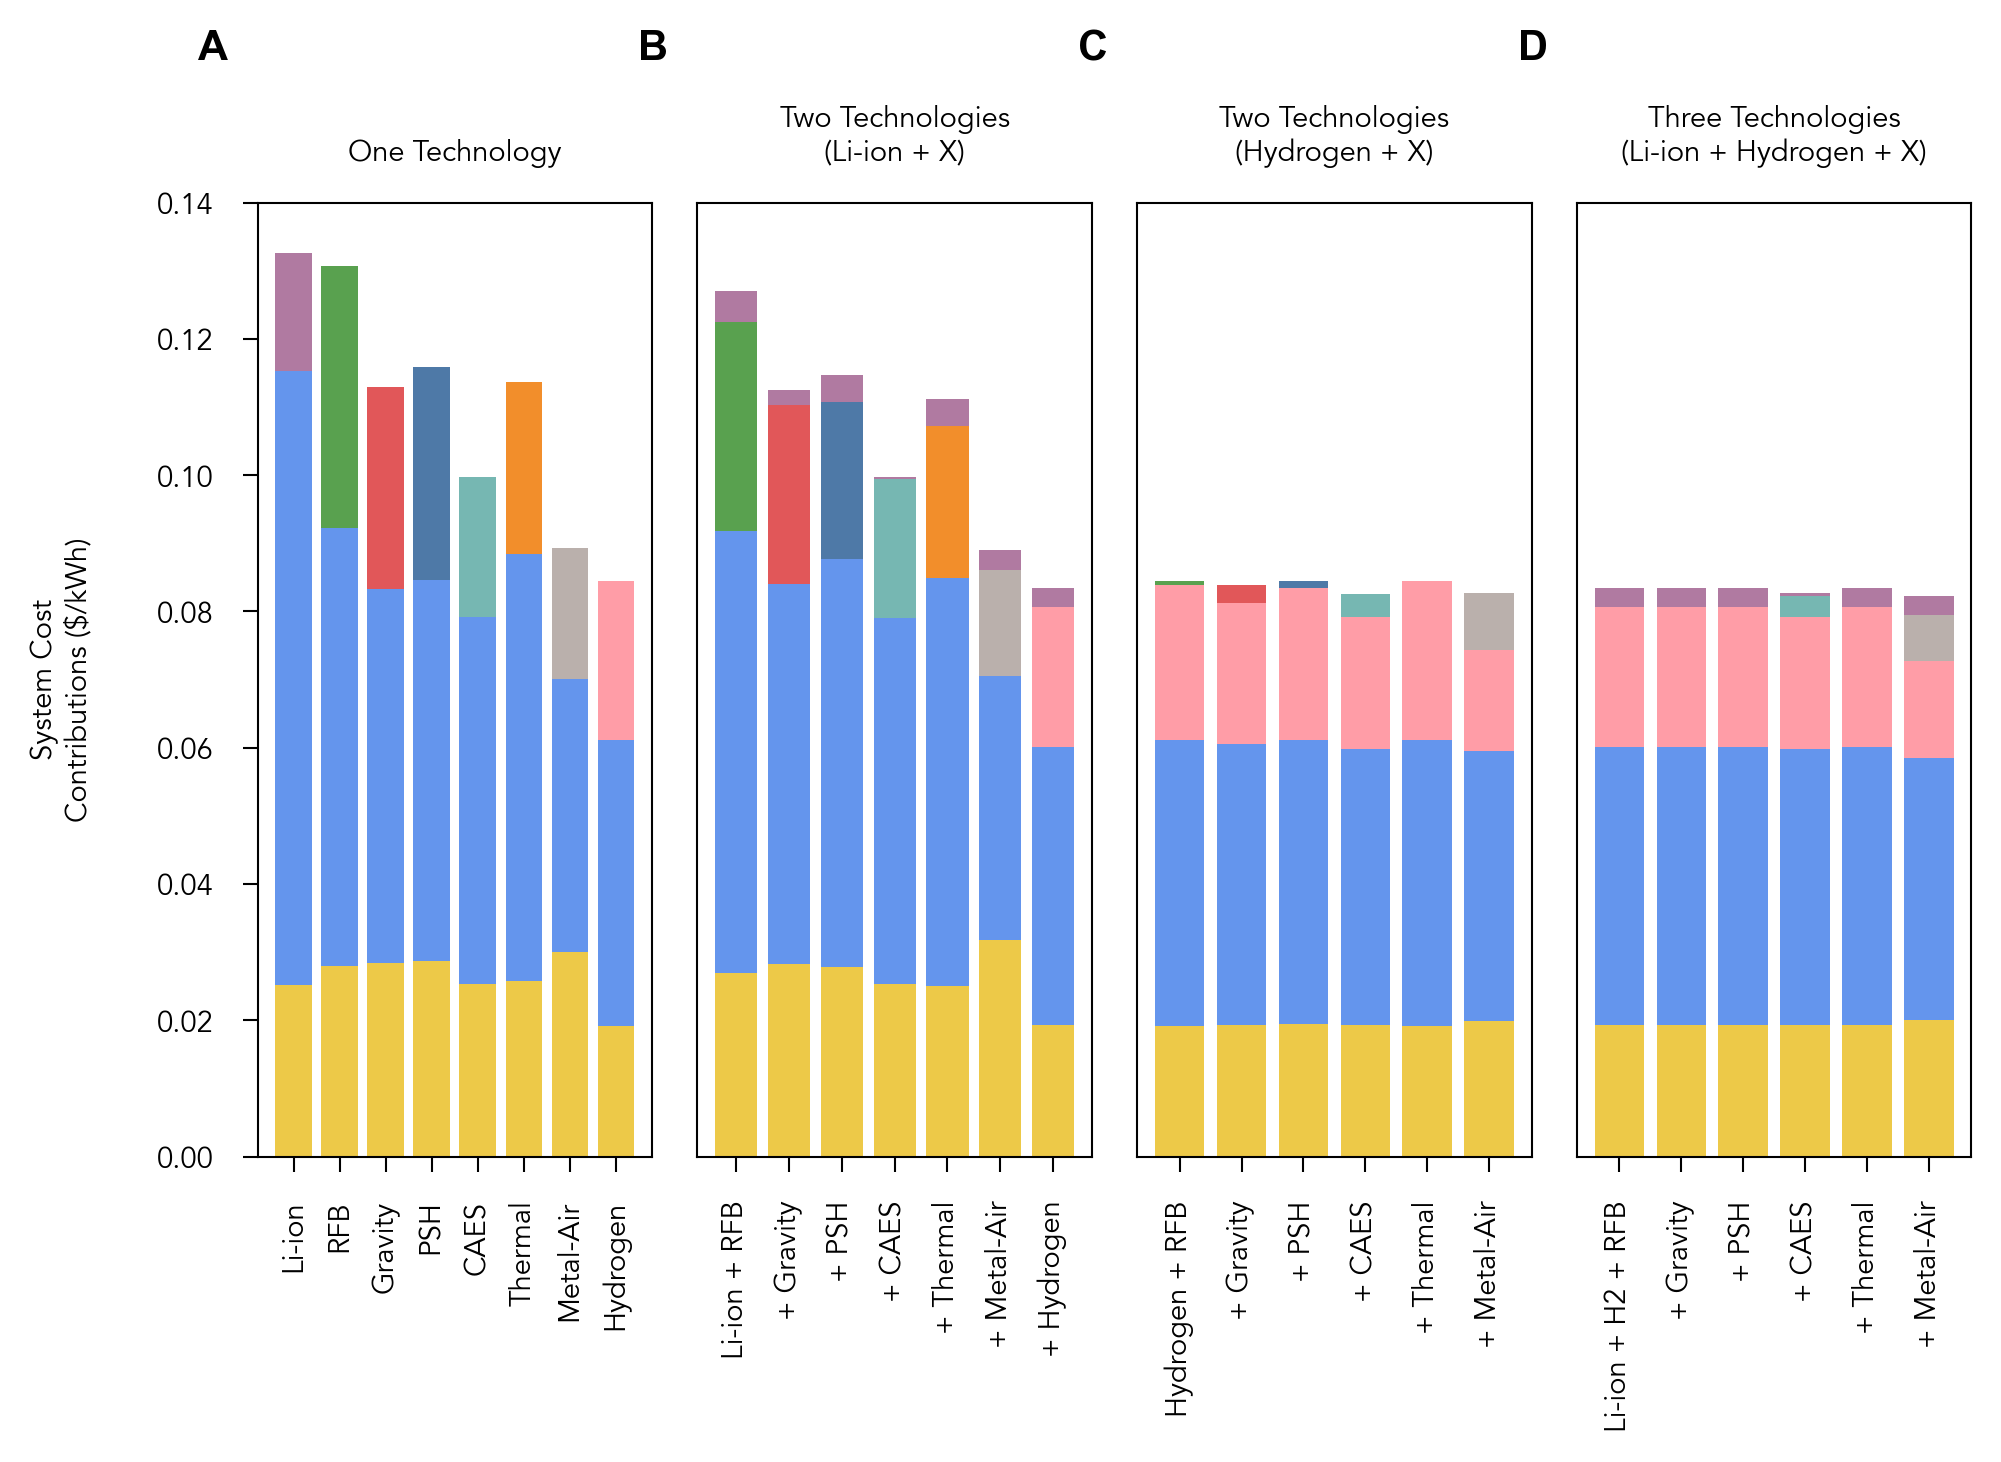 A
B
C
D
One Technology
Two Technologies
(Li-ion + X)
Two Technologies
(Hydrogen + X)
Three Technologies
(Li-ion + Hydrogen + X)
System Cost
Contributions ($/kWh)
0.14
0.12
0.10
0.08
0.06
0.04
0.02
0.00
Li-ion
RFB
Gravity
PSH
CAES
Thermal
Metal-Air
Hydrogen
Li-ion + RFB
+ Gravity
+ PSH
+ CAES
+ Thermal
+ Metal-Air
+ Hydrogen
Hydrogen + RFB
+ Gravity
+ PSH
+ CAES
+ Thermal
+ Metal-Air
Li-ion + H2 + RFB
+ Gravity
+ PSH
+ CAES
+ Thermal
+ Metal-Air